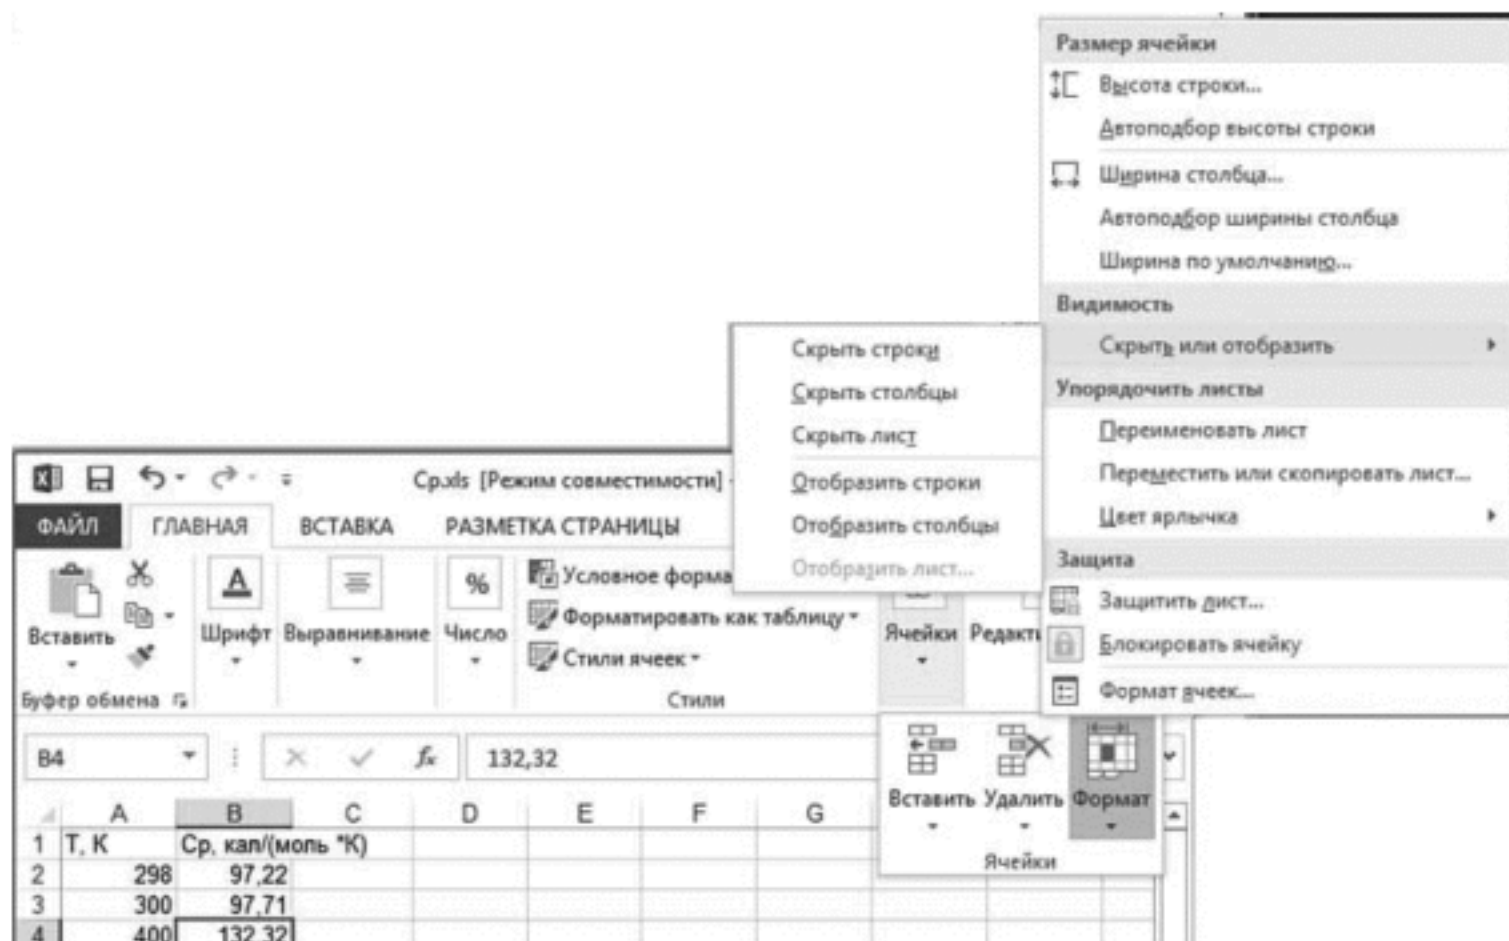 Размер ячейки
Высота строки...
Автоподбор высоты строки
Ширина столбца...
Автоподбор ширины столбца
Ширина по умолчанию...
Видимость
Скрыть или отобразить
Упорядочить листы
Переименовать лист
Переместить или скопировать лист...
Цвет ярлычка
Защита
Защитить лист...
Блокировать ячейку
Формат ячеек...
Скрыть строки
Скрыть столбцы
Скрыть лист
Отобразить строки
Отобразить столбцы
Отобразить лист...
Cp.xls [Режим совместимости] -
ФАЙЛ ГЛАВНАЯ ВСТАВКА РАЗМЕТКА СТРАНИЦЫ
Вставить Шрифт Выравнивание % Число
Условное форма
Форматировать как таблицу
Стили ячеек
Ячейки Редакти
Буфер обмена Стили
B4 fx 132,32
Вставить Удалить Формат
Ячейки
A B C D E F G
1 T, K Cp, кал/(моль *K)
2 298 97,22
3 300 97,71
4 400 132,32